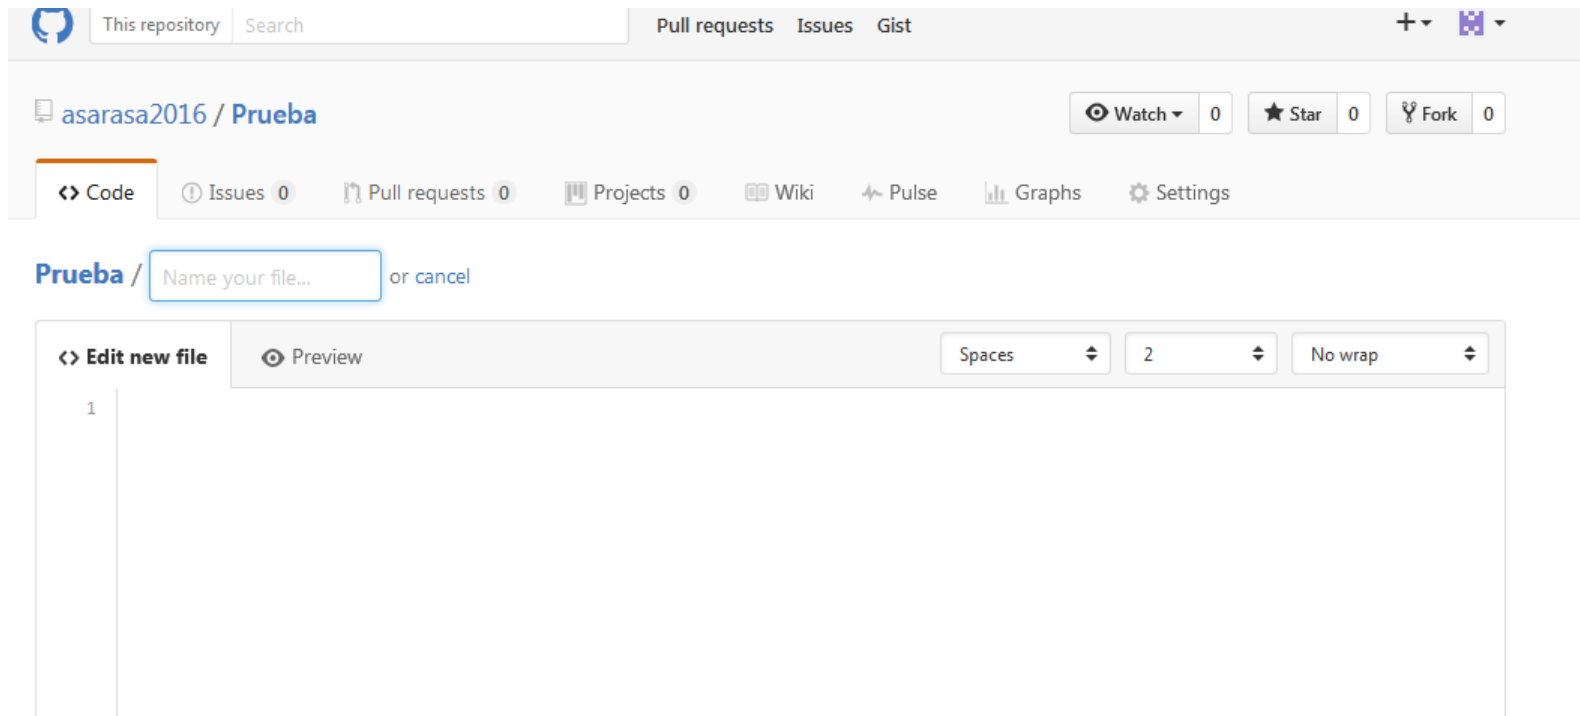 This repository Search Pull requests Issues Gist
asarasa2016 / Prueba Watch 0 Star 0 Fork 0
Code Issues 0 Pull requests 0 Projects 0 Wiki Pulse Graphs Settings
Prueba / Name your file... or cancel
Edit new file Preview Spaces 2 No wrap
1